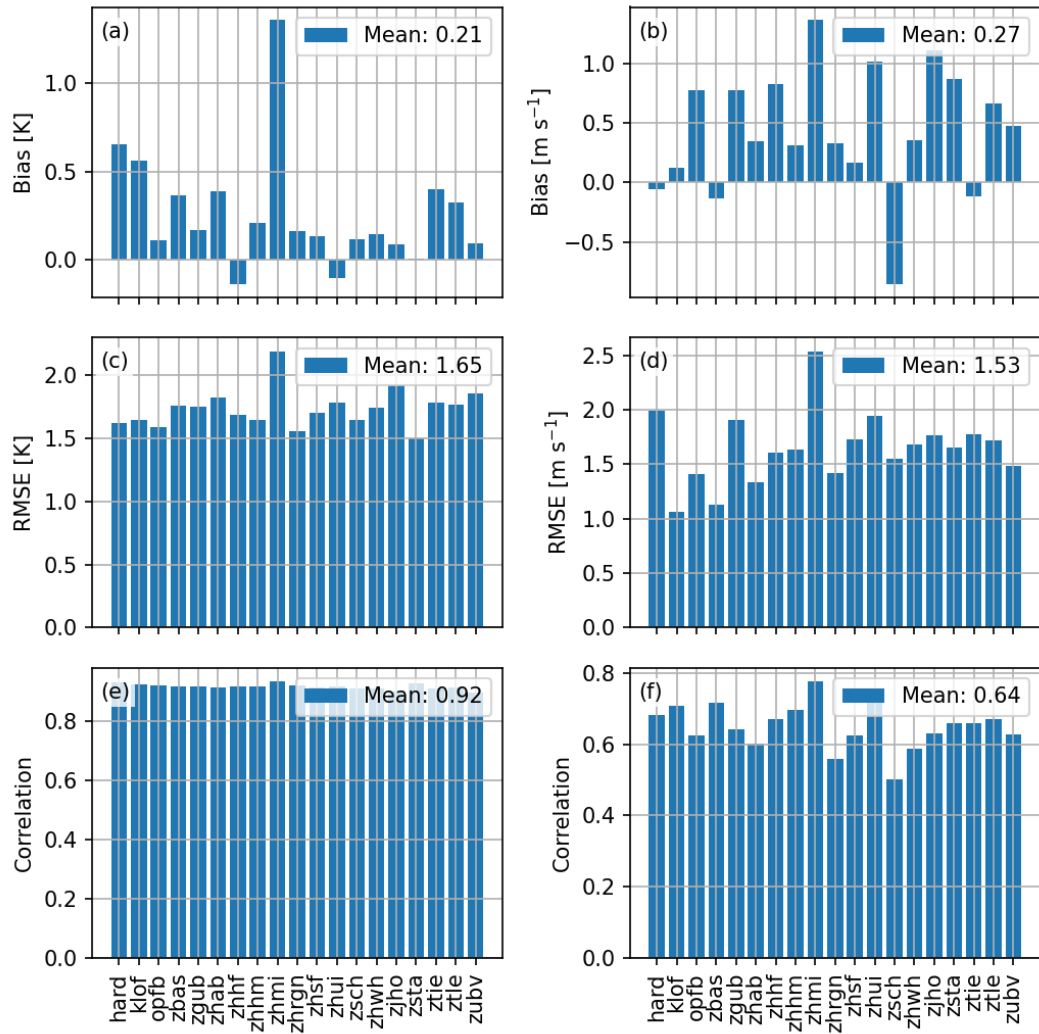 (a)
Mean: 0.21
Bias [K]
1.0
0.5
0.0
(b)
Mean: 0.27
Bias [m s⁻¹]
1.0
0.5
0.0
−0.5
(c)
Mean: 1.65
RMSE [K]
2.0
1.5
1.0
0.5
0.0
(d)
Mean: 1.53
RMSE [m s⁻¹]
2.5
2.0
1.5
1.0
0.5
0.0
(e)
Mean: 0.92
Correlation
0.8
0.6
0.4
0.2
0.0
hard
klof
opfb
zbas
zgub
zhab
zhhf
zhhm
zhmi
zhrgn
zhsf
zhui
zsch
zhwh
zjho
zsta
ztie
ztle
zubv
(f)
Mean: 0.64
Correlation
0.8
0.6
0.4
0.2
0.0
hard
klof
opfb
zbas
zgub
zhab
zhhf
zhhm
zhmi
zhrgn
zhsf
zhui
zsch
zhwh
zjho
zsta
ztie
ztle
zubv